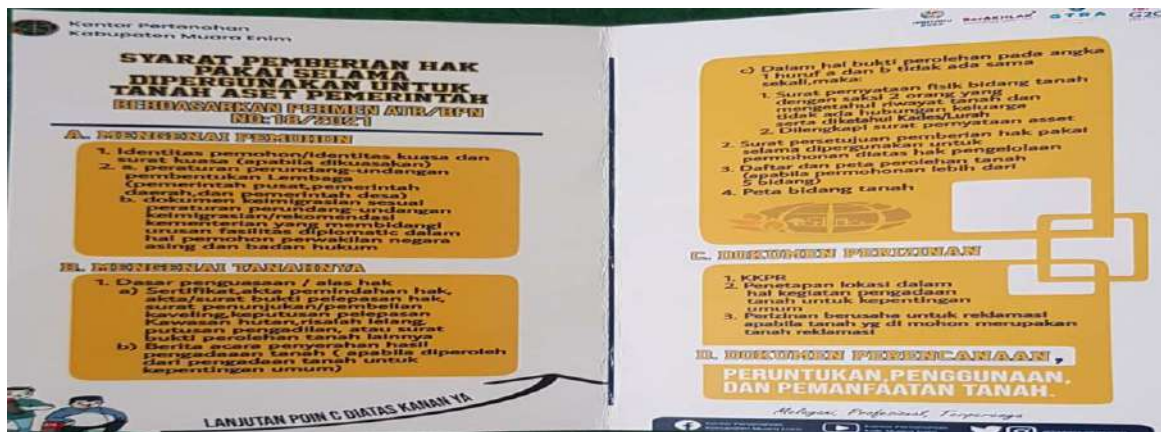 Kantor Pertanahan
Kabupaten Muara Enim
SYARAT PEMBERIAN HAK
PAKAI SELAMA
DIPERGUNAKAN UNTUK
TANAH ASET PEMERINTAH
BERDASARKAN PERMEN ATR/BPN
NO:18/2021
A. MENGENAI PEMOHON
1. Identitas pemohon/identitas kuasa dan
surat kuasa (apabila dikuasakan)
2. a. peraturan perundang-undangan
pembentukan Lembaga
(pemerintah pusat,pemerintah
daerah,dan pemerintah desa)
b. dokumen keimigrasian sesuai
peraturan perundang-undangan
keimigrasian/rekomendasi
kementerian yang membidangi
urusan fasilitas diplomatic dalam
hal pemohon perwakilan negara
asing dan badan hukum
B. MENGENAI TANAHNYA
1. Dasar penguasaan / alas hak
a) Sertifikat,akta pemindahan hak,
akta/surat bukti pelepasan hak,
surat penunjukan/pembelian
kaveling,keputusan pelepasan
Kawasan hutan,risalah lelang,
putusan pengadilan, atau surat
bukti perolehan tanah lainnya
b) Berita acara penyerahan hasil
pengadaaan tanah ( apabila diperoleh
dari pengadaan tanah untuk
kepentingan umum)
LANJUTAN POIN C DIATAS KANAN YA
BerAKHLAK
GTRA
G20
c) Dalam hal bukti perolehan pada angka
1 huruf a dan b tidak ada sama
sekali,maka:
1. Surat pernyataan fisik bidang tanah
dengan saksi 2 orang yang
mengetahui riwayat tanah dan
tidak ada hubungan keluarga
serta diketahui Kades/Lurah
2. Dilengkapi surat pernyataan asset
2. Surat persetujuan pemberian hak pakai
selama dipergunakan untuk
permohonan diatas hak pengelolaan
3. Daftar dan peta perolehan tanah
(apabila permohonan lebih dari
5 bidang)
4. Peta bidang tanah
C. DOKUMEN PERIZINAN
1. KKPR
2. Penetapan lokasi dalam
hal kegiatan pengadaan
tanah untuk kepentingan
umum
3. Perizinan berusaha untuk reklamasi
apabila tanah yg di mohon merupakan
tanah reklamasi
D. DOKUMEN PERENCANAAN,
PERUNTUKAN,PENGGUNAAN,
DAN PEMANFAATAN TANAH.
Melayani, Profesional, Terpercaya
Kantor Pertanahan
Kabupaten Muara Enim
Kantor Pertanahan